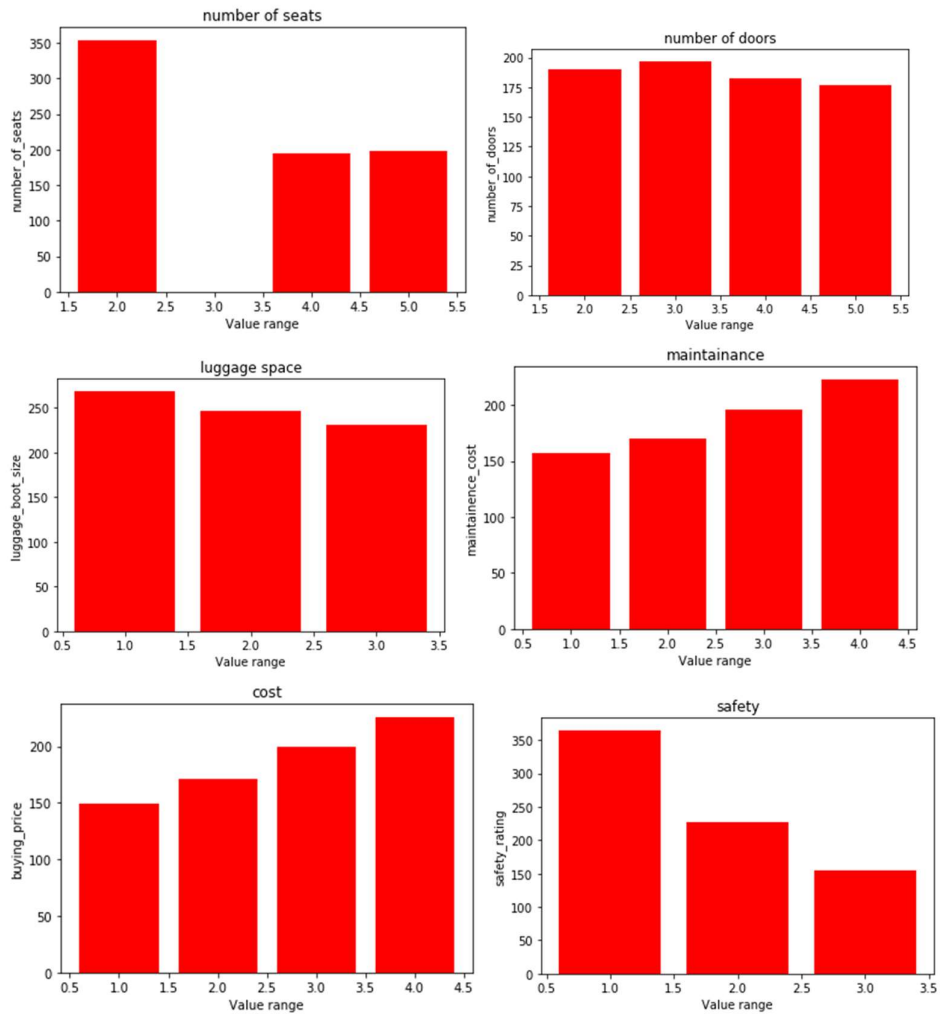 number of seats
number_of_seats
350
300
250
200
150
100
50
0
1.5 2.0 2.5 3.0 3.5 4.0 4.5 5.0 5.5
Value range
number of doors
number_of_doors
200
175
150
125
100
75
50
25
0
1.5 2.0 2.5 3.0 3.5 4.0 4.5 5.0 5.5
Value range
luggage space
luggage_boot_size
250
200
150
100
50
0
0.5 1.0 1.5 2.0 2.5 3.0 3.5
Value range
maintainance
maintainence_cost
200
150
100
50
0
0.5 1.0 1.5 2.0 2.5 3.0 3.5 4.0 4.5
Value range
cost
buying_price
200
150
100
50
0
0.5 1.0 1.5 2.0 2.5 3.0 3.5 4.0 4.5
Value range
safety
safety_rating
350
300
250
200
150
100
50
0
0.5 1.0 1.5 2.0 2.5 3.0 3.5
Value range